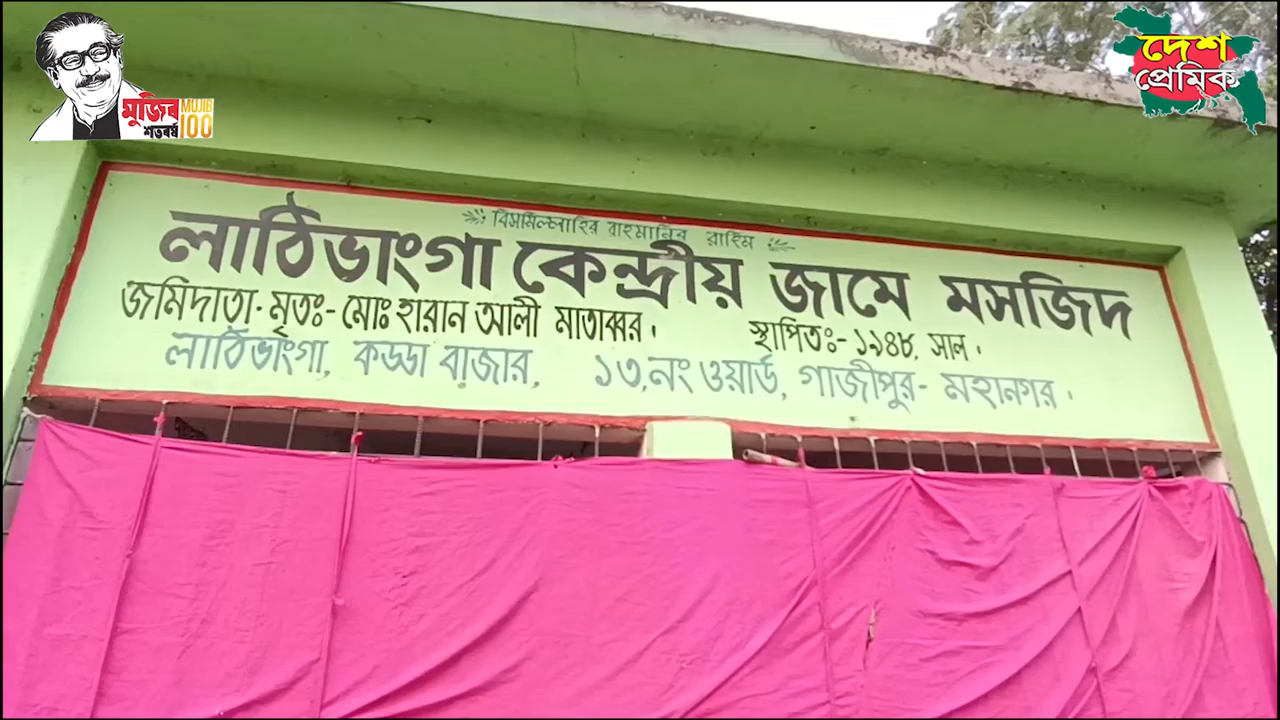 মুজিব MUJIB
শতবর্ষ 100
দেশ
প্রেমিক
বিসমিল্লাহির রাহমানির রাহিম
লাঠিভাংগা কেন্দ্রীয় জামে মসজিদ
জমিদাতা- মৃতঃ- মোঃ হারান আলী মাতাব্বর। স্থাপিতঃ- ১৯৪৮. সাল।
লাঠিভাংগা, কড্ডা বাজার, ১৩,নং ওয়ার্ড, গাজীপুর- মহানগর।